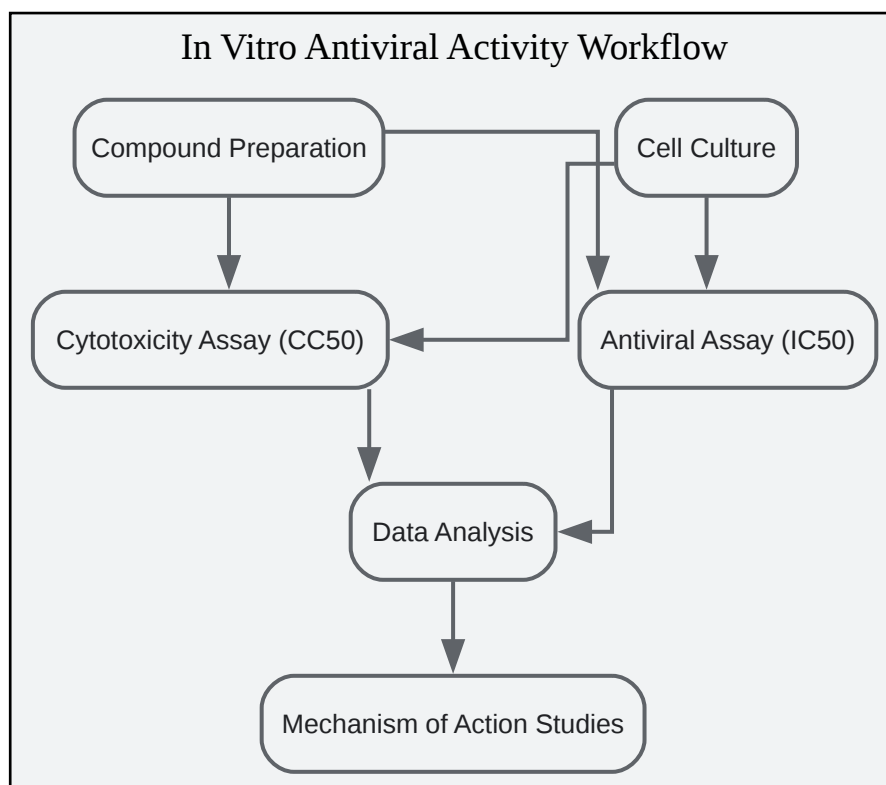 In Vitro Antiviral Activity Workflow
Compound Preparation
Cell Culture
Cytotoxicity Assay (CC50)
Antiviral Assay (IC50)
Data Analysis
Mechanism of Action Studies